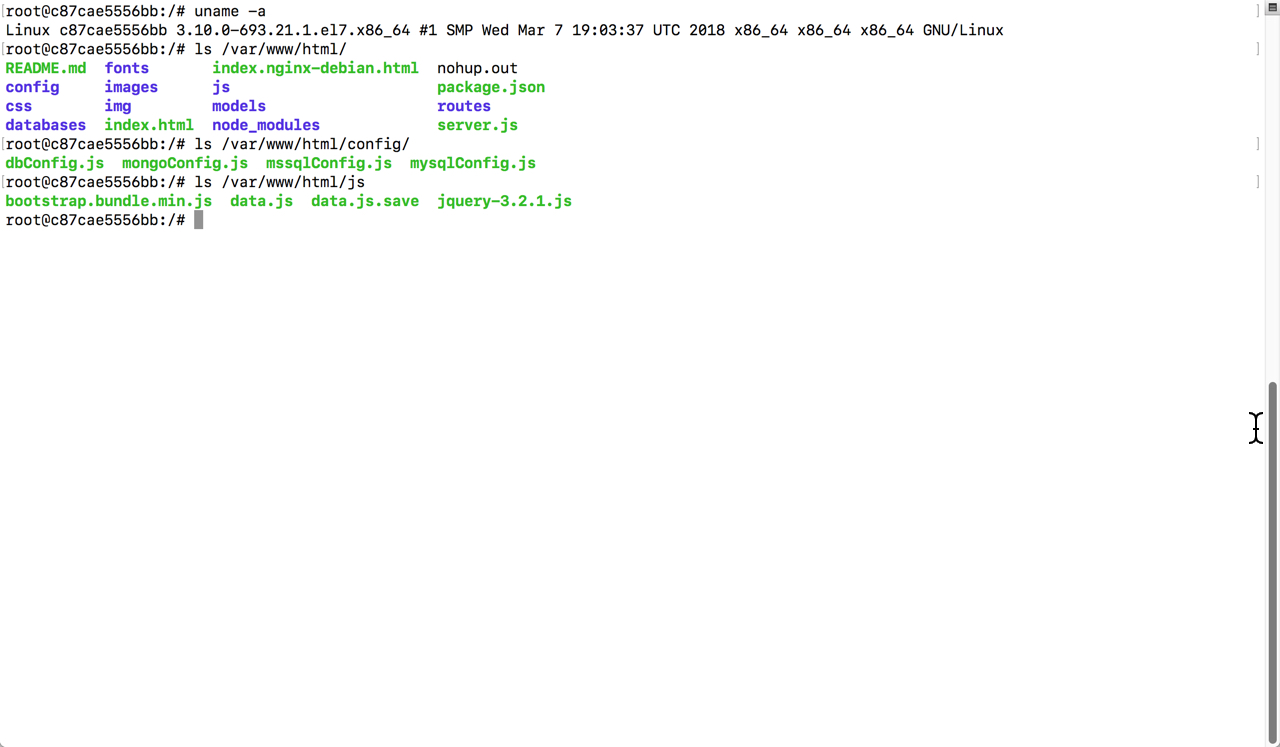 [root@c87cae5556bb:/# uname -a ]
Linux c87cae5556bb 3.10.0-693.21.1.el7.x86_64 #1 SMP Wed Mar 7 19:03:37 UTC 2018 x86_64 x86_64 x86_64 GNU/Linux
[root@c87cae5556bb:/# ls /var/www/html/ ]
README.md fonts index.nginx-debian.html nohup.out
config images js package.json
css img models routes
databases index.html node_modules server.js
[root@c87cae5556bb:/# ls /var/www/html/config/ ]
dbConfig.js mongoConfig.js mssqlConfig.js mysqlConfig.js
[root@c87cae5556bb:/# ls /var/www/html/js ]
bootstrap.bundle.min.js data.js data.js.save jquery-3.2.1.js
root@c87cae5556bb:/#